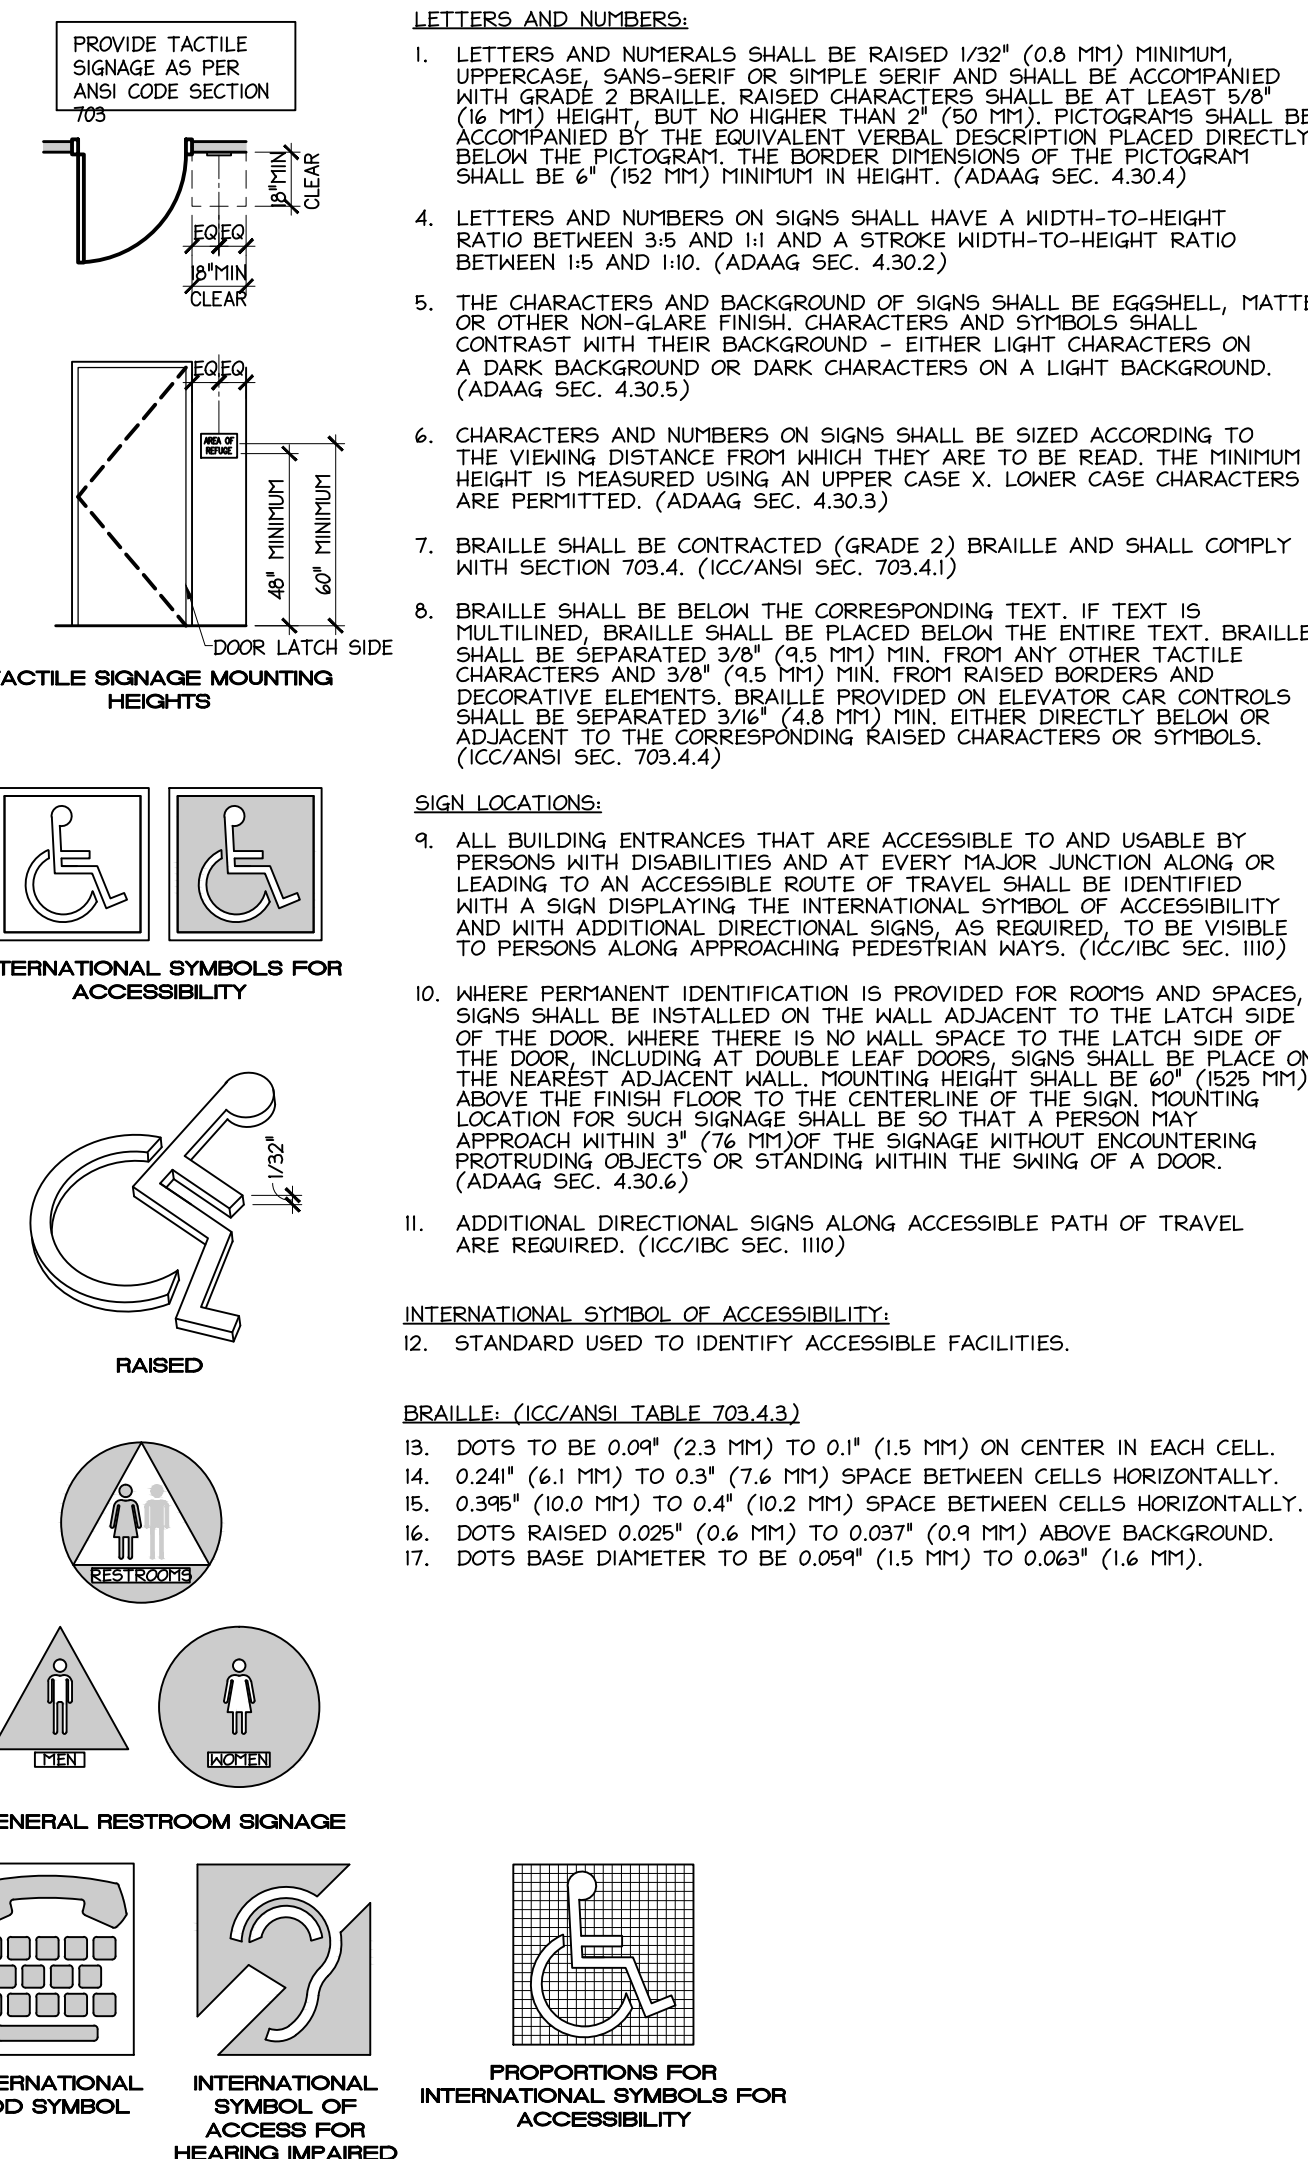 PROVIDE TACTILE
SIGNAGE AS PER
ANSI CODE SECTION
703
18"MIN
CLEAR
EQ EQ
18"MIN
CLEAR
EQ EQ
AREA OF
REFUGE
48" MINIMUM
60" MINIMUM
DOOR LATCH SIDE
ACTILE SIGNAGE MOUNTING
HEIGHTS
TERNATIONAL SYMBOLS FOR
ACCESSIBILITY
1/32"
RAISED
RESTROOMS
MEN
WOMEN
ENERAL RESTROOM SIGNAGE
ERNATIONAL
DD SYMBOL
INTERNATIONAL
SYMBOL OF
ACCESS FOR
HEARING IMPAIRED
PROPORTIONS FOR
INTERNATIONAL SYMBOLS FOR
ACCESSIBILITY
LETTERS AND NUMBERS:
1. LETTERS AND NUMERALS SHALL BE RAISED 1/32" (0.8 MM) MINIMUM,
UPPERCASE, SANS-SERIF OR SIMPLE SERIF AND SHALL BE ACCOMPANIED
WITH GRADE 2 BRAILLE. RAISED CHARACTERS SHALL BE AT LEAST 5/8"
(16 MM) HEIGHT, BUT NO HIGHER THAN 2" (50 MM). PICTOGRAMS SHALL BE
ACCOMPANIED BY THE EQUIVALENT VERBAL DESCRIPTION PLACED DIRECTLY
BELOW THE PICTOGRAM. THE BORDER DIMENSIONS OF THE PICTOGRAM
SHALL BE 6" (152 MM) MINIMUM IN HEIGHT. (ADAAG SEC. 4.30.4)
4. LETTERS AND NUMBERS ON SIGNS SHALL HAVE A WIDTH-TO-HEIGHT
RATIO BETWEEN 3:5 AND 1:1 AND A STROKE WIDTH-TO-HEIGHT RATIO
BETWEEN 1:5 AND 1:10. (ADAAG SEC. 4.30.2)
5. THE CHARACTERS AND BACKGROUND OF SIGNS SHALL BE EGGSHELL, MATTE
OR OTHER NON-GLARE FINISH. CHARACTERS AND SYMBOLS SHALL
CONTRAST WITH THEIR BACKGROUND - EITHER LIGHT CHARACTERS ON
A DARK BACKGROUND OR DARK CHARACTERS ON A LIGHT BACKGROUND.
(ADAAG SEC. 4.30.5)
6. CHARACTERS AND NUMBERS ON SIGNS SHALL BE SIZED ACCORDING TO
THE VIEWING DISTANCE FROM WHICH THEY ARE TO BE READ. THE MINIMUM
HEIGHT IS MEASURED USING AN UPPER CASE X. LOWER CASE CHARACTERS
ARE PERMITTED. (ADAAG SEC. 4.30.3)
7. BRAILLE SHALL BE CONTRACTED (GRADE 2) BRAILLE AND SHALL COMPLY
WITH SECTION 703.4. (ICC/ANSI SEC. 703.4.1)
8. BRAILLE SHALL BE BELOW THE CORRESPONDING TEXT. IF TEXT IS
MULTILINED, BRAILLE SHALL BE PLACED BELOW THE ENTIRE TEXT. BRAILLE
SHALL BE SEPARATED 3/8" (9.5 MM) MIN. FROM ANY OTHER TACTILE
CHARACTERS AND 3/8" (9.5 MM) MIN. FROM RAISED BORDERS AND
DECORATIVE ELEMENTS. BRAILLE PROVIDED ON ELEVATOR CAR CONTROLS
SHALL BE SEPARATED 3/16" (4.8 MM) MIN. EITHER DIRECTLY BELOW OR
ADJACENT TO THE CORRESPONDING RAISED CHARACTERS OR SYMBOLS.
(ICC/ANSI SEC. 703.4.4)
SIGN LOCATIONS:
9. ALL BUILDING ENTRANCES THAT ARE ACCESSIBLE TO AND USABLE BY
PERSONS WITH DISABILITIES AND AT EVERY MAJOR JUNCTION ALONG OR
LEADING TO AN ACCESSIBLE ROUTE OF TRAVEL SHALL BE IDENTIFIED
WITH A SIGN DISPLAYING THE INTERNATIONAL SYMBOL OF ACCESSIBILITY
AND WITH ADDITIONAL DIRECTIONAL SIGNS, AS REQUIRED, TO BE VISIBLE
TO PERSONS ALONG APPROACHING PEDESTRIAN WAYS. (ICC/IBC SEC. 1110)
10. WHERE PERMANENT IDENTIFICATION IS PROVIDED FOR ROOMS AND SPACES,
SIGNS SHALL BE INSTALLED ON THE WALL ADJACENT TO THE LATCH SIDE
OF THE DOOR. WHERE THERE IS NO WALL SPACE TO THE LATCH SIDE OF
THE DOOR, INCLUDING AT DOUBLE LEAF DOORS, SIGNS SHALL BE PLACE ON
THE NEAREST ADJACENT WALL. MOUNTING HEIGHT SHALL BE 60" (1525 MM)
ABOVE THE FINISH FLOOR TO THE CENTERLINE OF THE SIGN. MOUNTING
LOCATION FOR SUCH SIGNAGE SHALL BE SO THAT A PERSON MAY
APPROACH WITHIN 3" (76 MM)OF THE SIGNAGE WITHOUT ENCOUNTERING
PROTRUDING OBJECTS OR STANDING WITHIN THE SWING OF A DOOR.
(ADAAG SEC. 4.30.6)
11. ADDITIONAL DIRECTIONAL SIGNS ALONG ACCESSIBLE PATH OF TRAVEL
ARE REQUIRED. (ICC/IBC SEC. 1110)
INTERNATIONAL SYMBOL OF ACCESSIBILITY:
12. STANDARD USED TO IDENTIFY ACCESSIBLE FACILITIES.
BRAILLE: (ICC/ANSI TABLE 703.4.3)
13. DOTS TO BE 0.09" (2.3 MM) TO 0.1" (1.5 MM) ON CENTER IN EACH CELL.
14. 0.241" (6.1 MM) TO 0.3" (7.6 MM) SPACE BETWEEN CELLS HORIZONTALLY.
15. 0.395" (10.0 MM) TO 0.4" (10.2 MM) SPACE BETWEEN CELLS HORIZONTALLY.
16. DOTS RAISED 0.025" (0.6 MM) TO 0.037" (0.9 MM) ABOVE BACKGROUND.
17. DOTS BASE DIAMETER TO BE 0.059" (1.5 MM) TO 0.063" (1.6 MM).